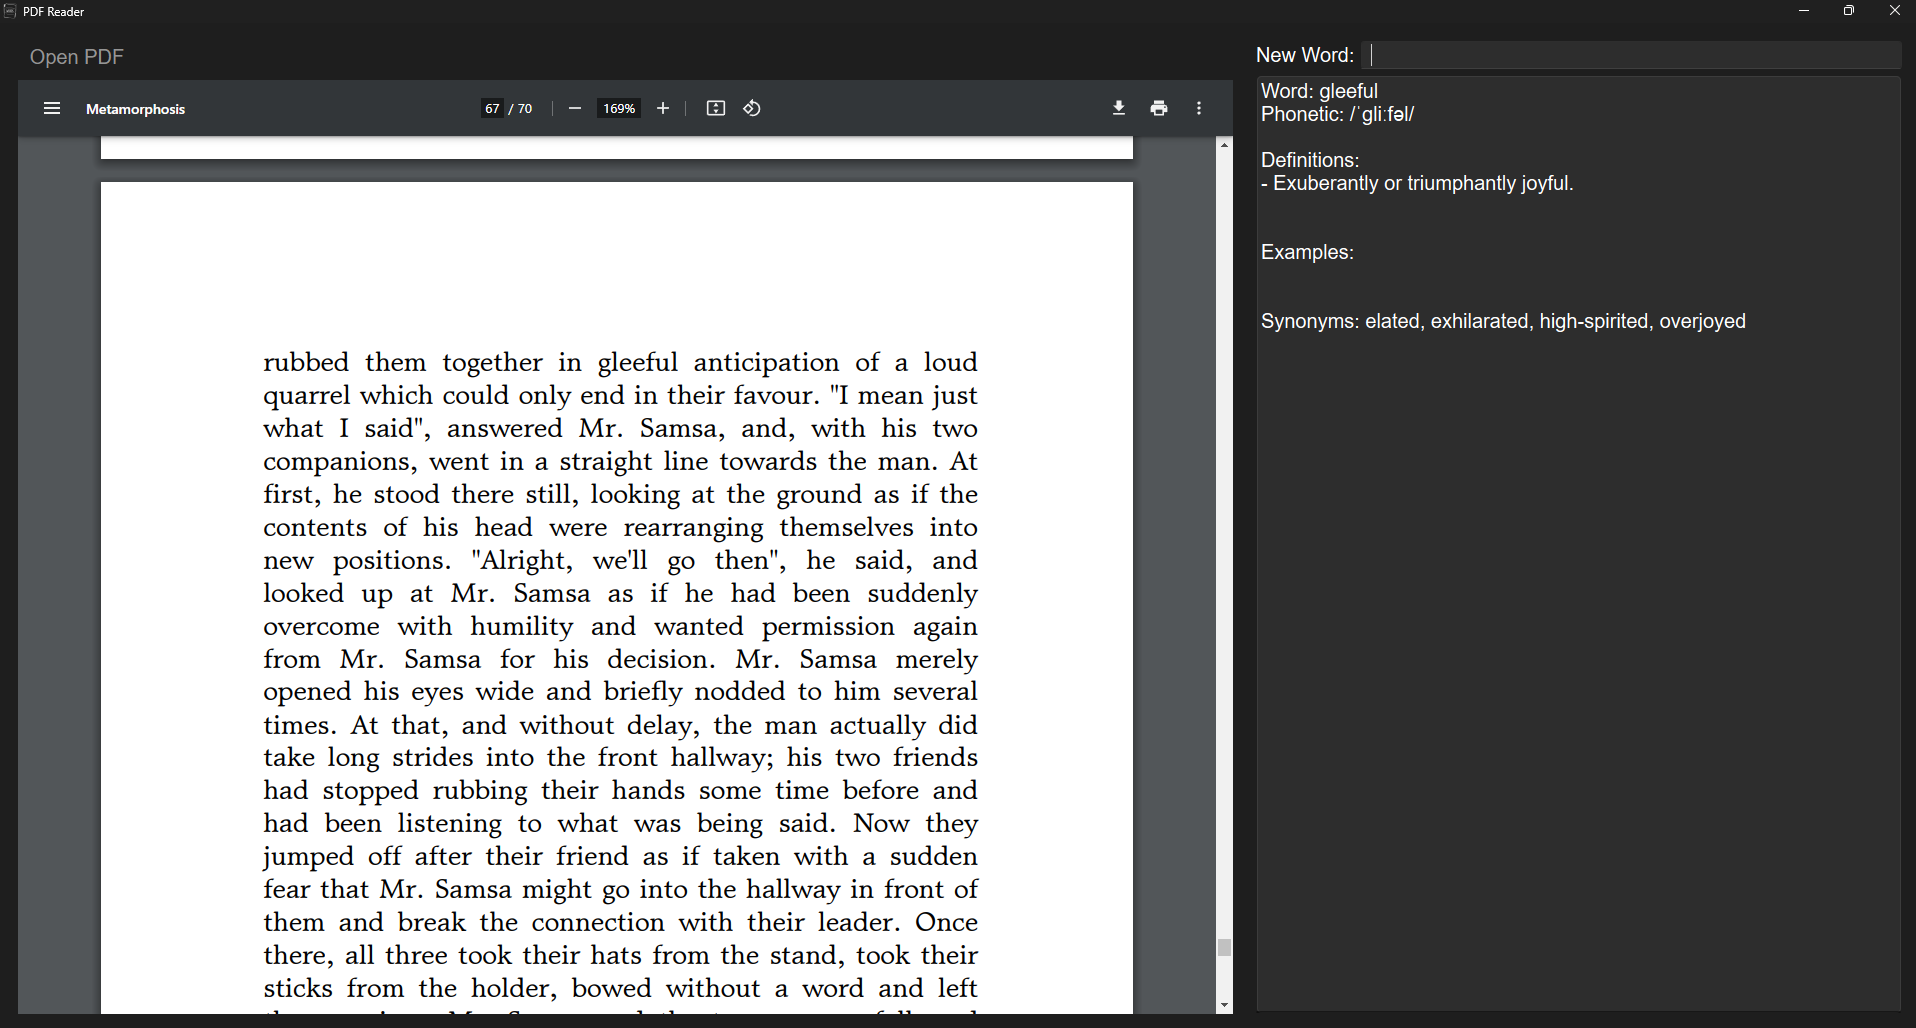 PDF Reader
Open PDF
Metamorphosis
67 / 70
169%
rubbed them together in gleeful anticipation of a loud
quarrel which could only end in their favour. "I mean just
what I said", answered Mr. Samsa, and, with his two
companions, went in a straight line towards the man. At
first, he stood there still, looking at the ground as if the
contents of his head were rearranging themselves into
new positions. "Alright, we'll go then", he said, and
looked up at Mr. Samsa as if he had been suddenly
overcome with humility and wanted permission again
from Mr. Samsa for his decision. Mr. Samsa merely
opened his eyes wide and briefly nodded to him several
times. At that, and without delay, the man actually did
take long strides into the front hallway; his two friends
had stopped rubbing their hands some time before and
had been listening to what was being said. Now they
jumped off after their friend as if taken with a sudden
fear that Mr. Samsa might go into the hallway in front of
them and break the connection with their leader. Once
there, all three took their hats from the stand, took their
sticks from the holder, bowed without a word and left
New Word:
Word: gleeful
Phonetic: /ˈɡliːfəl/
Definitions:
- Exuberantly or triumphantly joyful.
Examples:
Synonyms: elated, exhilarated, high-spirited, overjoyed